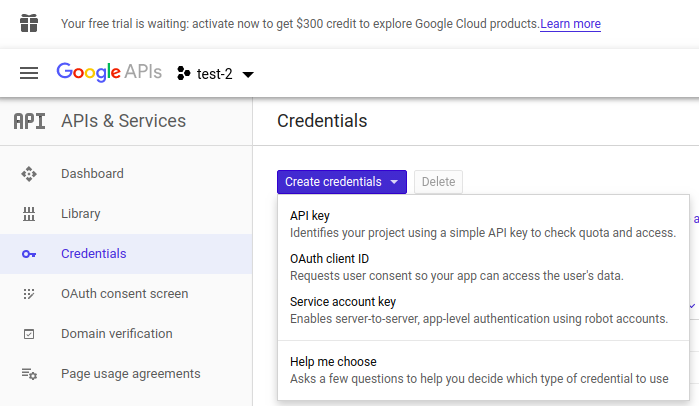 Your free trial is waiting: activate now to get $300 credit to explore Google Cloud products. Learn more
Google APIs test-2
API APIs & Services
Credentials
Dashboard
Library
Credentials
OAuth consent screen
Domain verification
Page usage agreements
Create credentials Delete
API key
Identifies your project using a simple API key to check quota and access.
OAuth client ID
Requests user consent so your app can access the user's data.
Service account key
Enables server-to-server, app-level authentication using robot accounts.
Help me choose
Asks a few questions to help you decide which type of credential to use